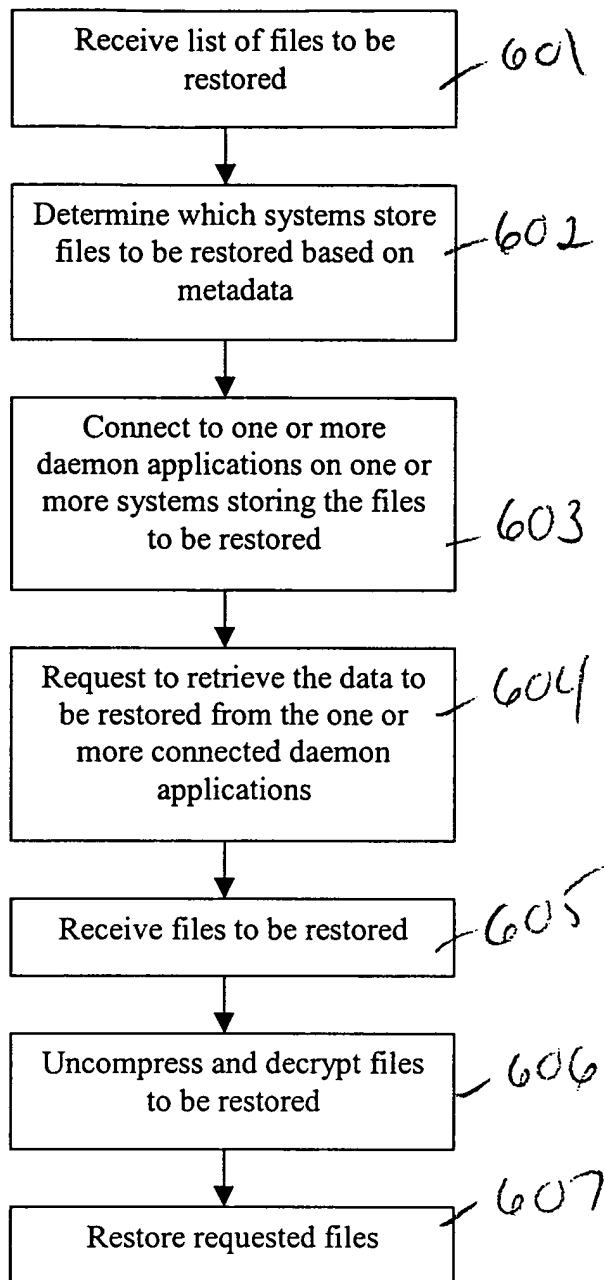 Receive list of files to be
restored
601
Determine which systems store
files to be restored based on
metadata
602
Connect to one or more
daemon applications on one or
more systems storing the files
to be restored
603
Request to retrieve the data to
be restored from the one or
more connected daemon
applications
604
Receive files to be restored
605
Uncompress and decrypt files
to be restored
606
Restore requested files
607